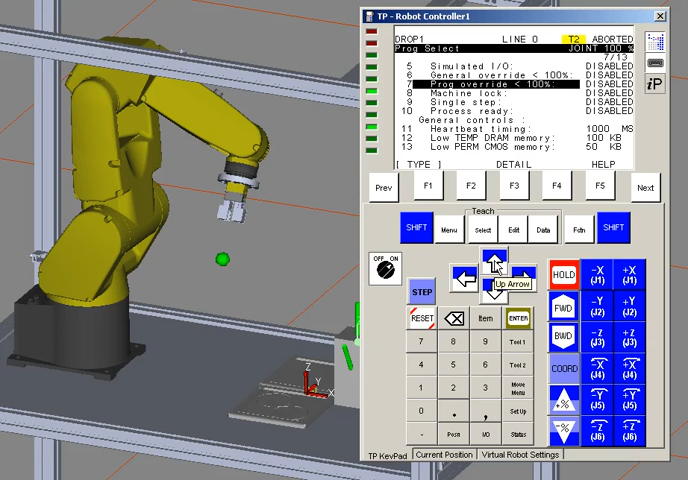 TP - Robot Controller1
DROP1 LINE 0 T2 ABORTED
Prog Select JOINT 100 %
7/13
5 Simulated I/O: DISABLED
6 General override < 100%: DISABLED
7 Prog override < 100%: DISABLED
8 Machine lock: DISABLED
9 Single step: DISABLED
10 Process ready: DISABLED
General controls :
11 Heartbeat timing: 1000 MS
12 Low TEMP DRAM memory: 100 KB
13 Low PERM CMOS memory: 50 KB
[ TYPE ] DETAIL HELP
iP
Prev F1 F2 F3 F4 F5 Next
Teach
SHIFT Menu Select Edit Data Fctn SHIFT
OFF ON
STEP
Up Arrow
HOLD -X (J1) +X (J1)
FWD -Y (J2) +Y (J2)
RESET Item ENTER
BWD -Z (J3) +Z (J3)
7 8 9 Tool 1
4 5 6 Tool 2
COORD -X (J4) +X (J4)
1 2 3 Move Menu
+% -Y (J5) +Y (J5)
0 . , Set Up
-% -Z (J6) +Z (J6)
- Posn I/O Status
TP KeyPad Current Position Virtual Robot Settings
Z
Y
X